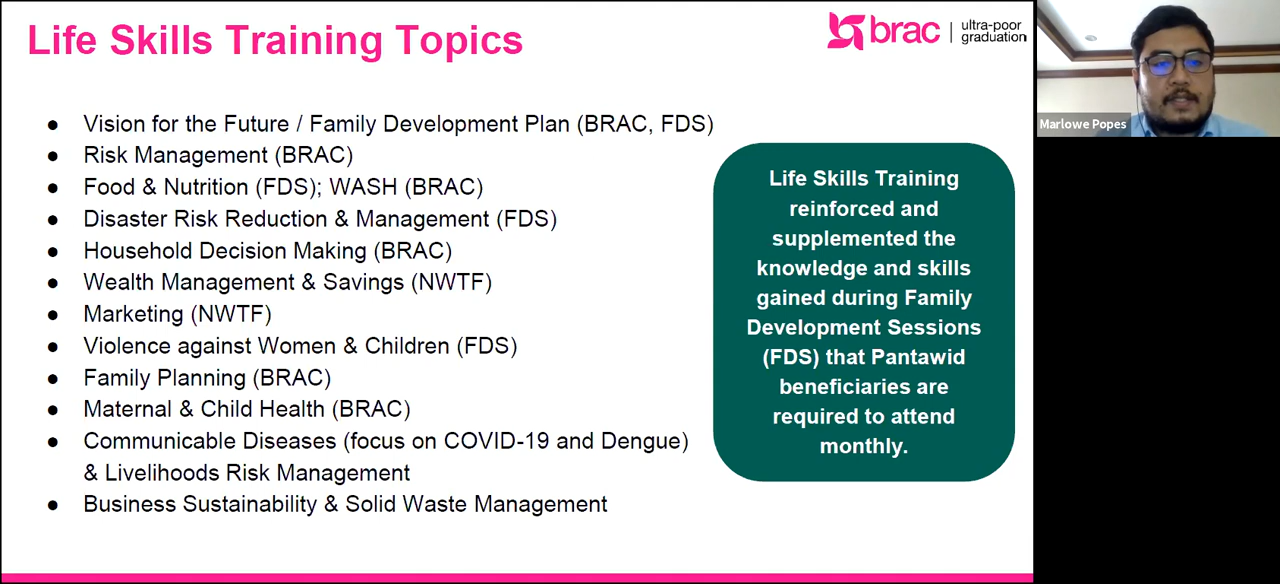 Life Skills Training Topics
brac
ultra-poor
graduation
Marlowe Popes
● Vision for the Future / Family Development Plan (BRAC, FDS)
● Risk Management (BRAC)
● Food & Nutrition (FDS); WASH (BRAC)
● Disaster Risk Reduction & Management (FDS)
● Household Decision Making (BRAC)
● Wealth Management & Savings (NWTF)
● Marketing (NWTF)
● Violence against Women & Children (FDS)
● Family Planning (BRAC)
● Maternal & Child Health (BRAC)
● Communicable Diseases (focus on COVID-19 and Dengue)
& Livelihoods Risk Management
● Business Sustainability & Solid Waste Management
Life Skills Training
reinforced and
supplemented the
knowledge and skills
gained during Family
Development Sessions
(FDS) that Pantawid
beneficiaries are
required to attend
monthly.